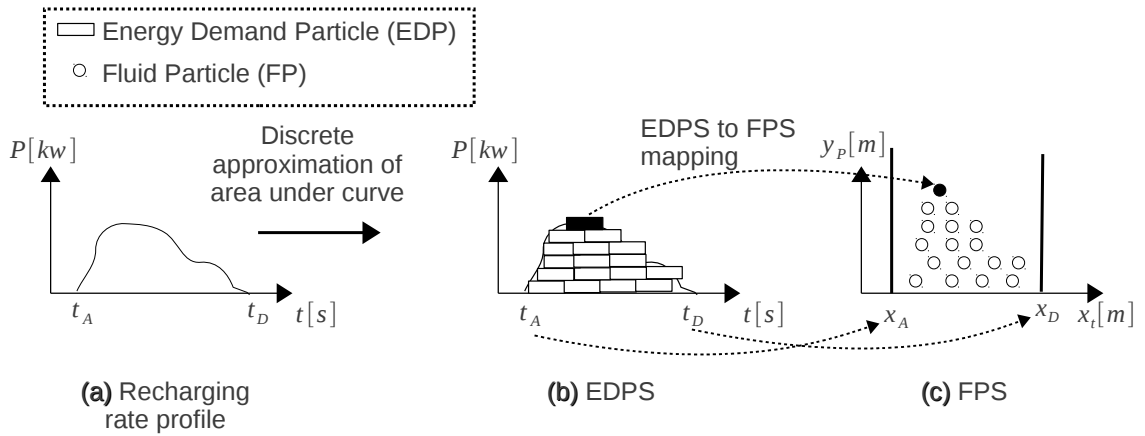 Energy Demand Particle (EDP)
Fluid Particle (FP)
P[kw]
Discrete
approximation of
area under curve
t_A
t_D
t[s]
(a) Recharging
rate profile
P[kw]
EDPS to FPS
mapping
t_A
t_D
t[s]
(b) EDPS
y_P[m]
x_A
x_D
x_t[m]
(c) FPS